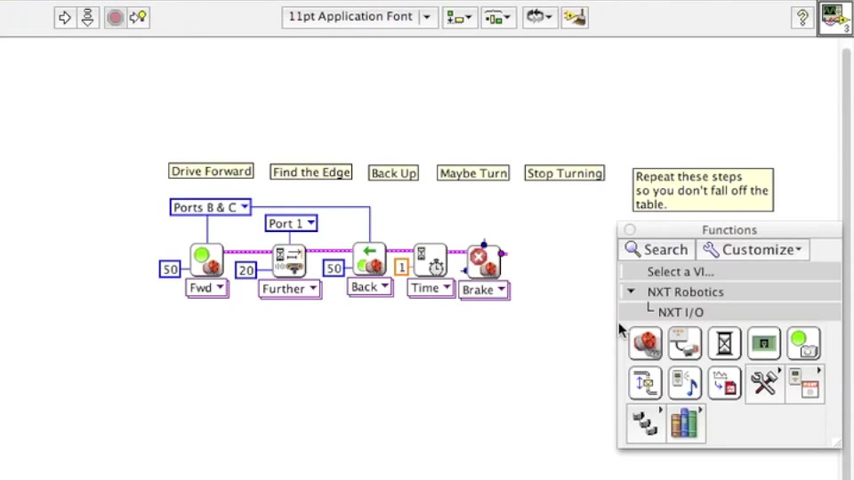 11pt Application Font
?
3
Drive Forward
Find the Edge
Back Up
Maybe Turn
Stop Turning
Repeat these steps
so you don't fall off the
table.
Ports B & C
Port 1
50
20
50
1
Fwd
Further
Back
Time
Brake
Functions
Search
Customize
Select a VI...
NXT Robotics
NXT I/O